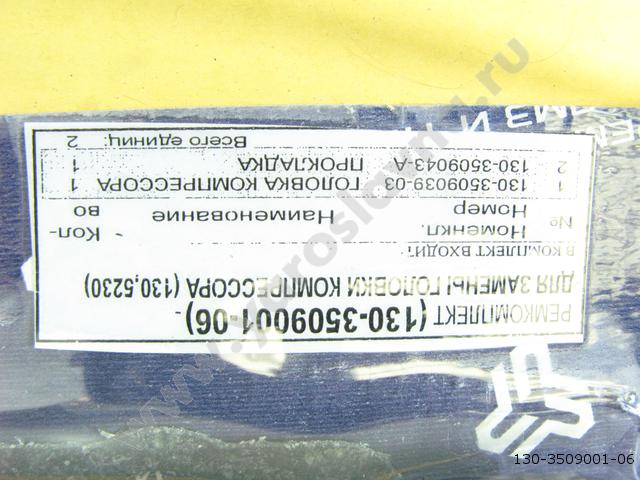 РЕМКОМПЛЕКТ (130-3509001-06)
ДЛЯ ЗАМЕНЫ ГОЛОВКИ КОМПРЕССОРА (130,5230)
В КОМПЛЕКТ ВХОДИТ:
№ Номенкл. Номер Наименование Кол-во
1 130-3509039-03 ГОЛОВКА КОМПРЕССОРА 1
2 130-3509043-А ПРОКЛАДКА 1
Всего единиц: 2
130-3509001-06